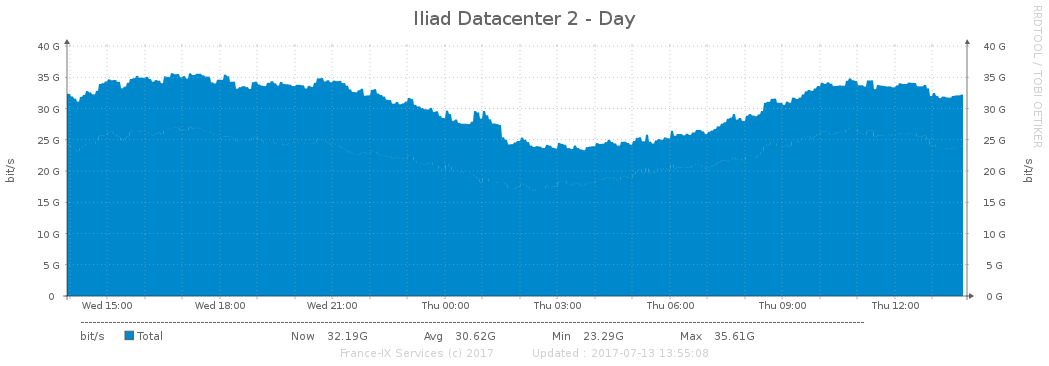 Iliad Datacenter 2 - Day
RRDTOOL / TOBI OETIKER
40 G 40 G
35 G 35 G
30 G 30 G
25 G 25 G
20 G 20 G
15 G 15 G
10 G 10 G
5 G 5 G
0 0 G
bit/s bit/s
Wed 15:00 Wed 18:00 Wed 21:00 Thu 00:00 Thu 03:00 Thu 06:00 Thu 09:00 Thu 12:00
bit/s Total Now 32.19G Avg 30.62G Min 23.29G Max 35.61G
France-IX Services (c) 2017 Updated : 2017-07-13 13:55:08